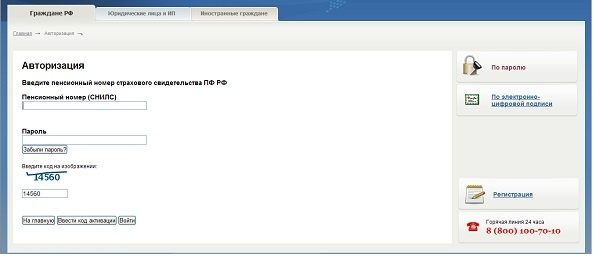 Граждане РФ
Юридические лица и ИП
Иностранные граждане
Главная → Авторизация
Авторизация
Введите пенсионный номер страхового свидетельства ПФ РФ
Пенсионный номер (СНИЛС)
Пароль
Забыли пароль?
Введите код на изображении:
14560
14560
На главную
Ввести код активации
Войти
По паролю
По электронно-
цифровой подписи
Регистрация
Горячая линия 24 часа
8 (800) 100-70-10